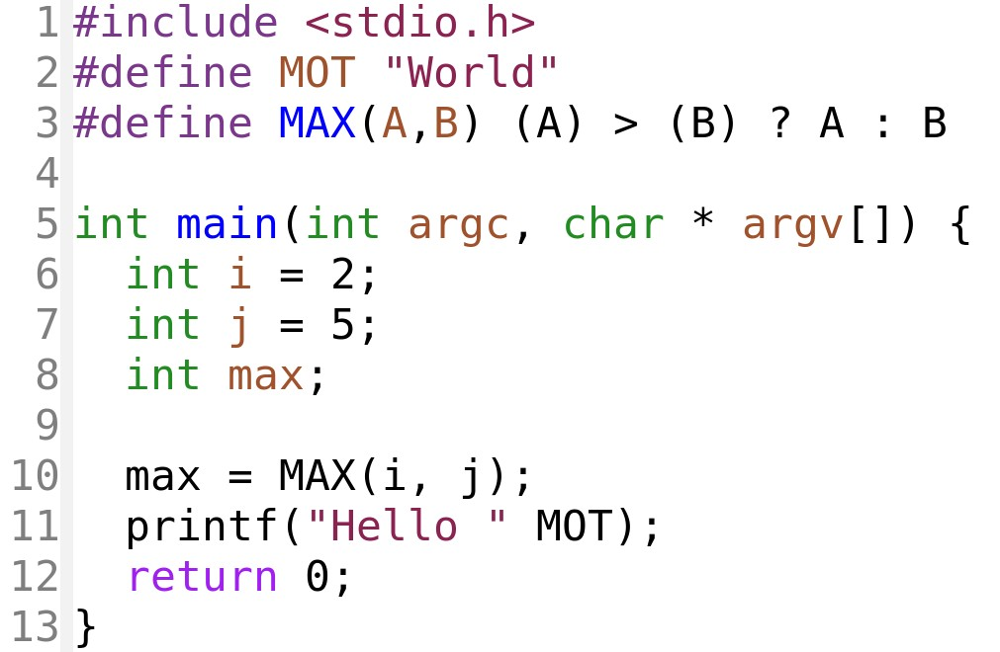 1 #include <stdio.h>
2 #define MOT "World"
3 #define MAX(A,B) (A) > (B) ? A : B
4
5 int main(int argc, char * argv[]) {
6   int i = 2;
7   int j = 5;
8   int max;
9
10   max = MAX(i, j);
11   printf("Hello " MOT);
12   return 0;
13 }